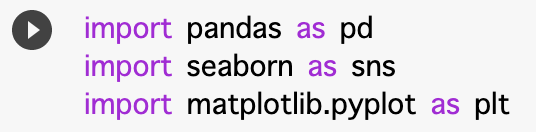 import pandas as pd
import seaborn as sns
import matplotlib.pyplot as plt